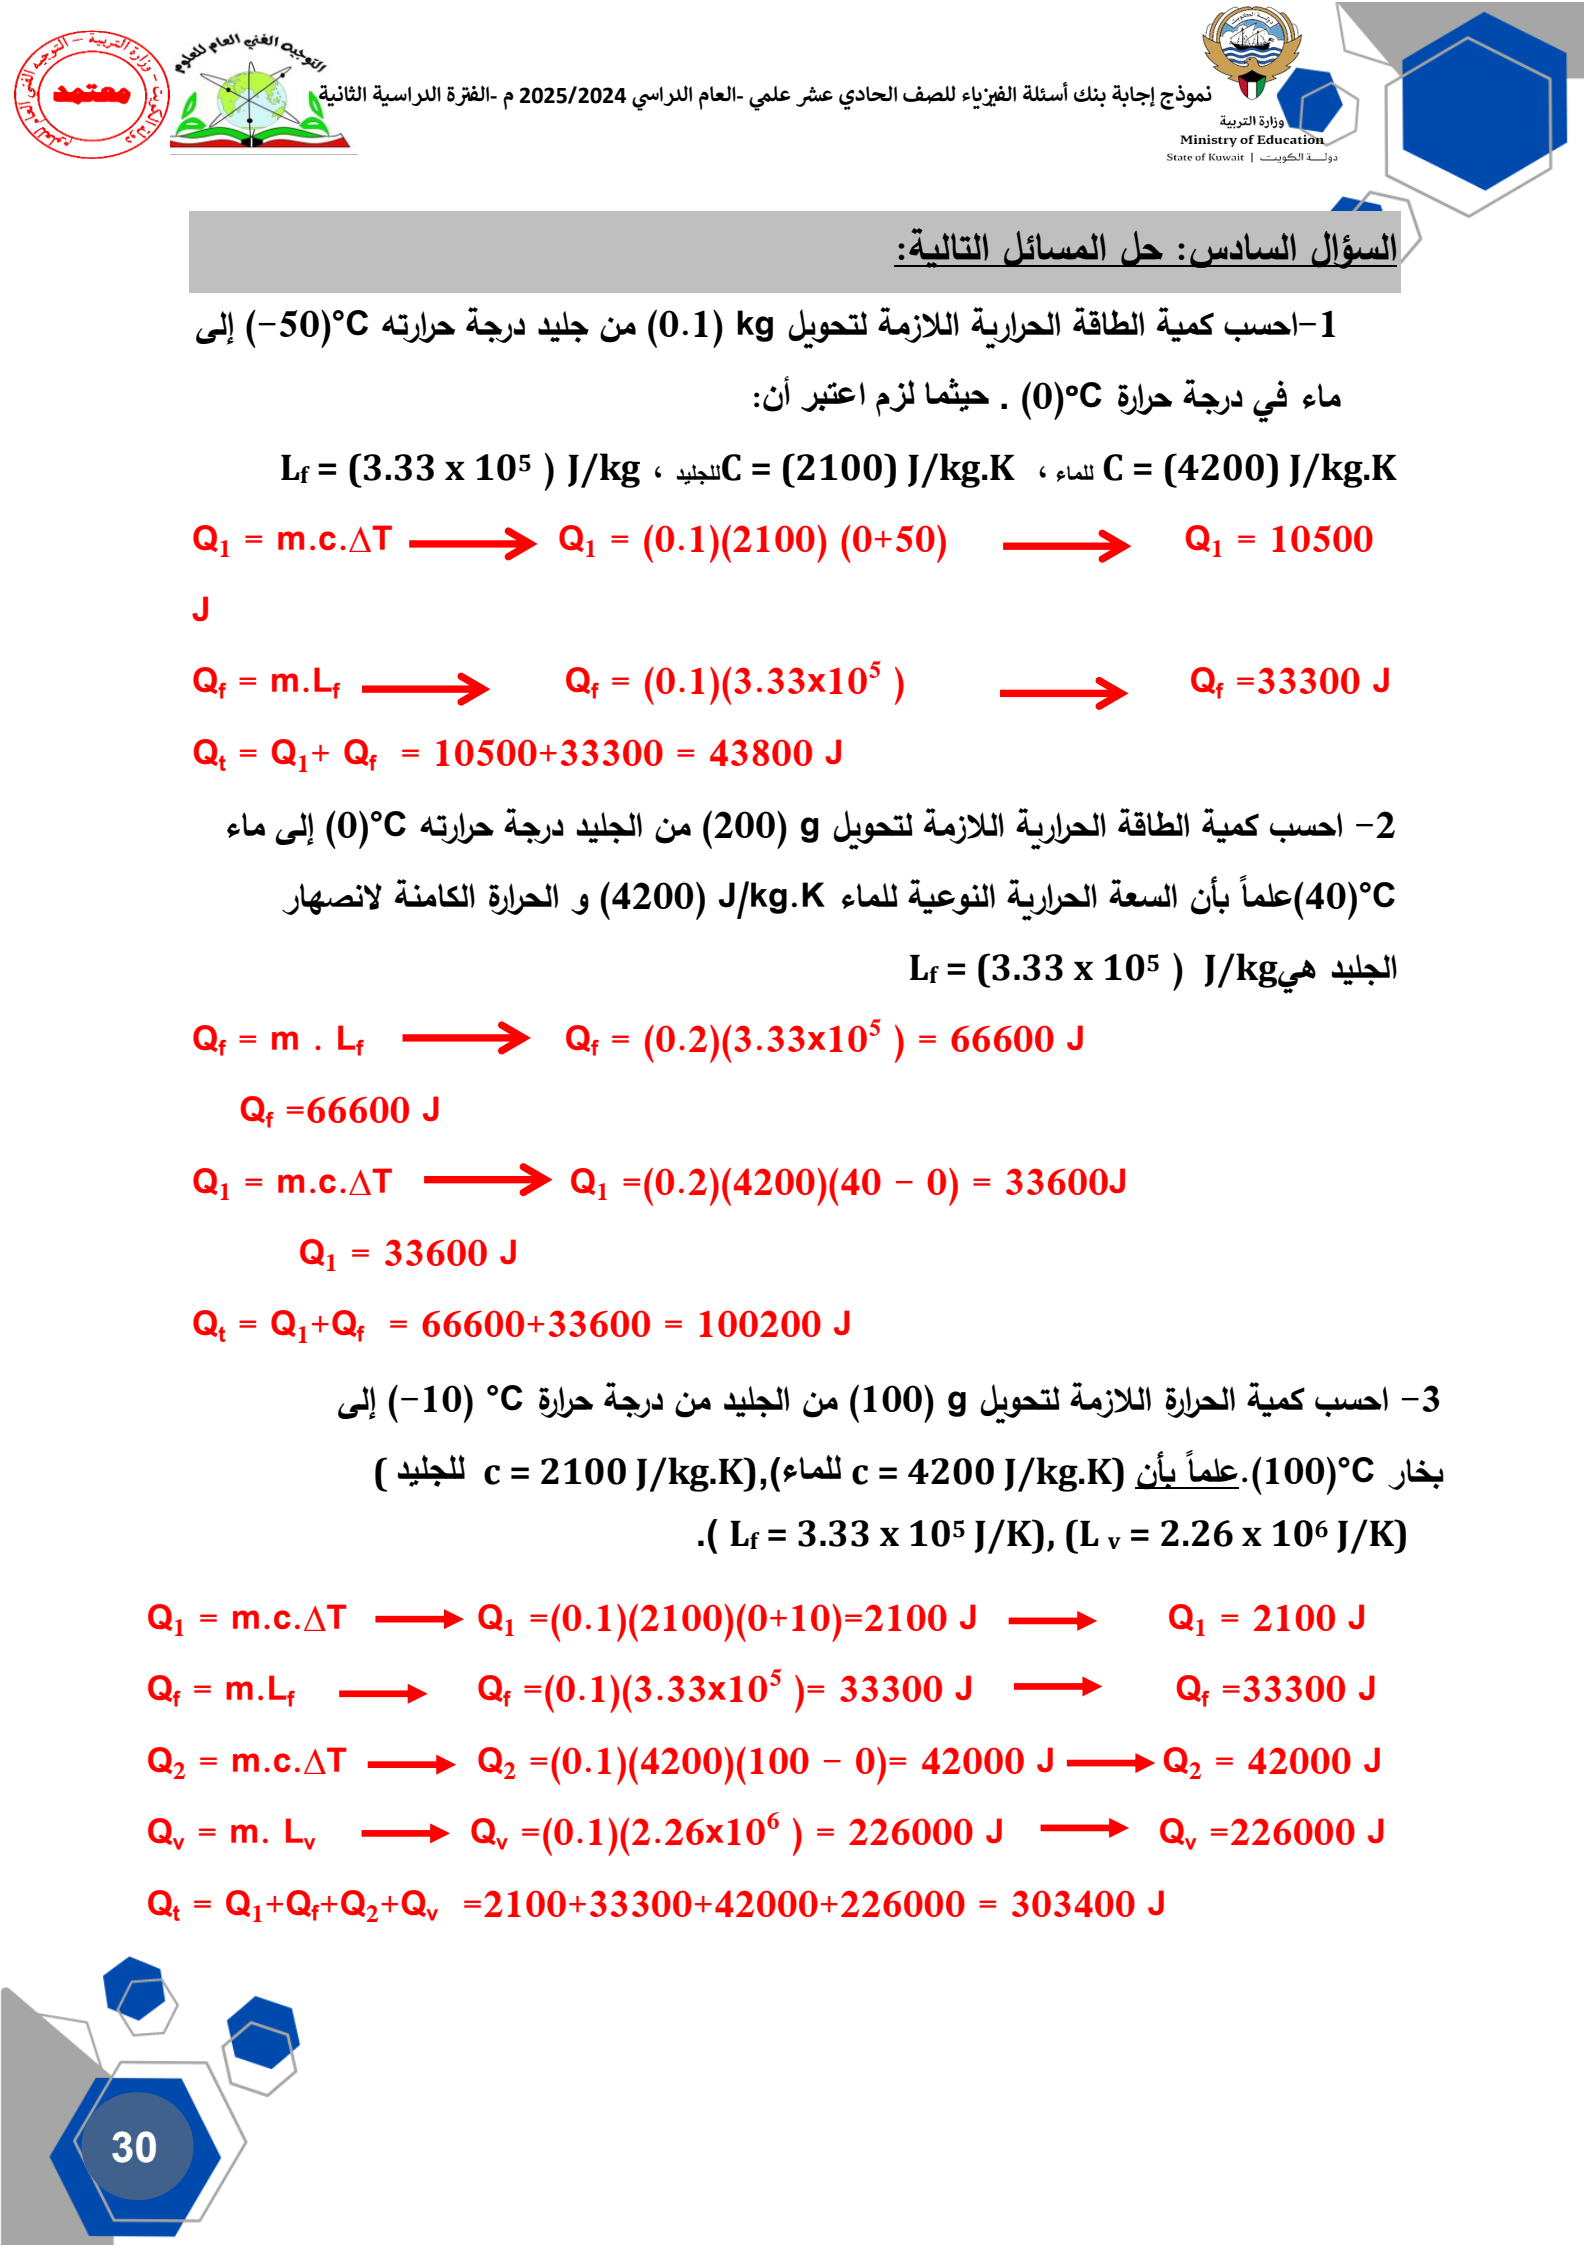 دولة الكويت – وزارة التربية – التوجيه الفني العام للعلوم
معتمد
التوجيه الفني العام للعلوم
نموذج إجابة بنك أسئلة الفيزياء للصف الحادي عشر علمي -العام الدراسي 2025/2024 م -الفترة الدراسية الثانية
دولة الكويت
وزارة التربية
Ministry of Education
State of Kuwait | دولـــة الكويـت
السؤال السادس: حل المسائل التالية:
1–احسب كمية الطاقة الحرارية اللازمة لتحويل kg (0.1) من جليد درجة حرارته C°(50–) إلى
ماء في درجة حرارة C°(0) . حيثما لزم اعتبر أن:
Lf = (3.33 x 10⁵ ) J/kg ، للجليدC = (2100) J/kg.K ، للماء C = (4200) J/kg.K
Q₁ = m.c.∆T ⟶ Q₁ = (0.1)(2100) (0+50) ⟶ Q₁ = 10500
J
Qf = m.Lf ⟶ Qf = (0.1)(3.33x10⁵ ) ⟶ Qf =33300 J
Qt = Q₁+ Qf = 10500+33300 = 43800 J
2– احسب كمية الطاقة الحرارية اللازمة لتحويل g (200) من الجليد درجة حرارته C°(0) إلى ماء
C°(40)علماً بأن السعة الحرارية النوعية للماء J/kg.K (4200) و الحرارة الكامنة لانصهار
الجليد هيLf = (3.33 x 10⁵ ) J/kg
Qf = m . Lf ⟶ Qf = (0.2)(3.33x10⁵ ) = 66600 J
Qf =66600 J
Q₁ = m.c.∆T ⟶ Q₁ =(0.2)(4200)(40 – 0) = 33600J
Q₁ = 33600 J
Qt = Q₁+Qf = 66600+33600 = 100200 J
3– احسب كمية الحرارة اللازمة لتحويل g (100) من الجليد من درجة حرارة C° (10–) إلى
بخار C°(100).علماً بأن (c = 4200 J/kg.K للماء),(c = 2100 J/kg.K للجليد )
.( Lf = 3.33 x 10⁵ J/K), (L v = 2.26 x 10⁶ J/K)
Q₁ = m.c.∆T ⟶ Q₁ =(0.1)(2100)(0+10)=2100 J ⟶ Q₁ = 2100 J
Qf = m.Lf ⟶ Qf =(0.1)(3.33x10⁵ )= 33300 J ⟶ Qf =33300 J
Q₂ = m.c.∆T ⟶ Q₂ =(0.1)(4200)(100 – 0)= 42000 J ⟶ Q₂ = 42000 J
Qv = m. Lv ⟶ Qv =(0.1)(2.26x10⁶ ) = 226000 J ⟶ Qv =226000 J
Qt = Q₁+Qf+Q₂+Qv =2100+33300+42000+226000 = 303400 J
30